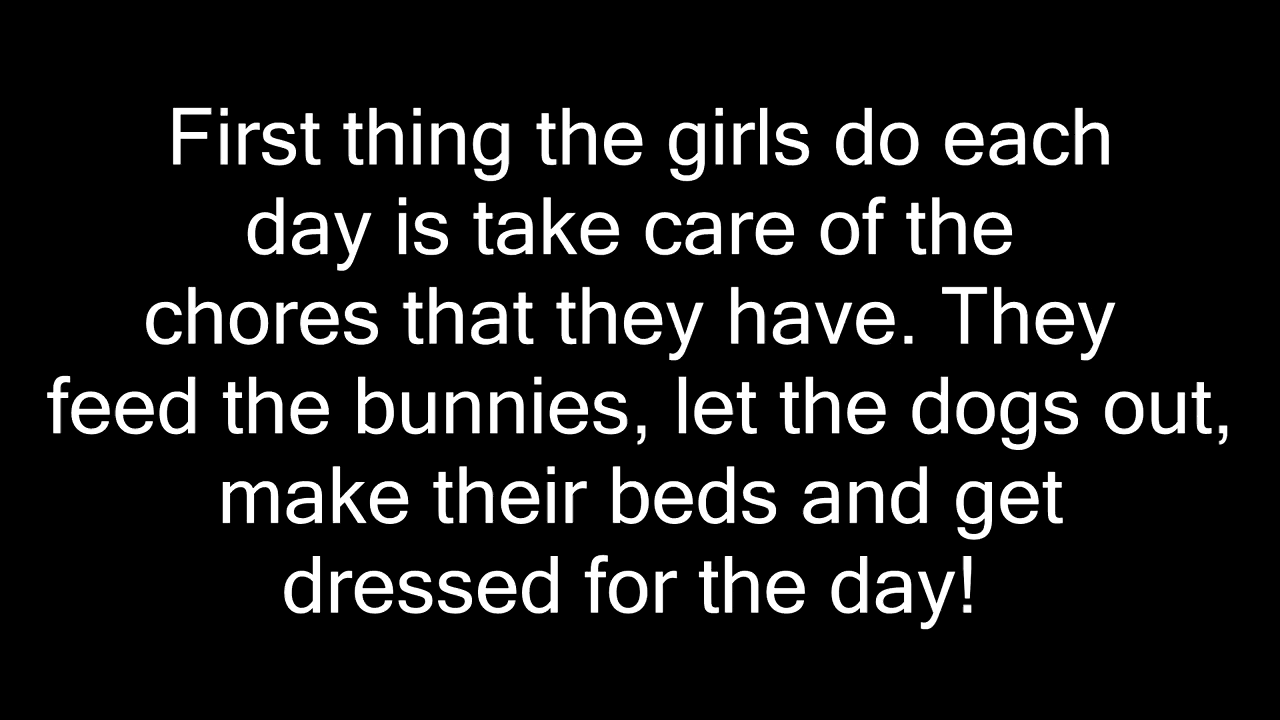 First thing the girls do each
day is take care of the
chores that they have. They
feed the bunnies, let the dogs out,
make their beds and get
dressed for the day!